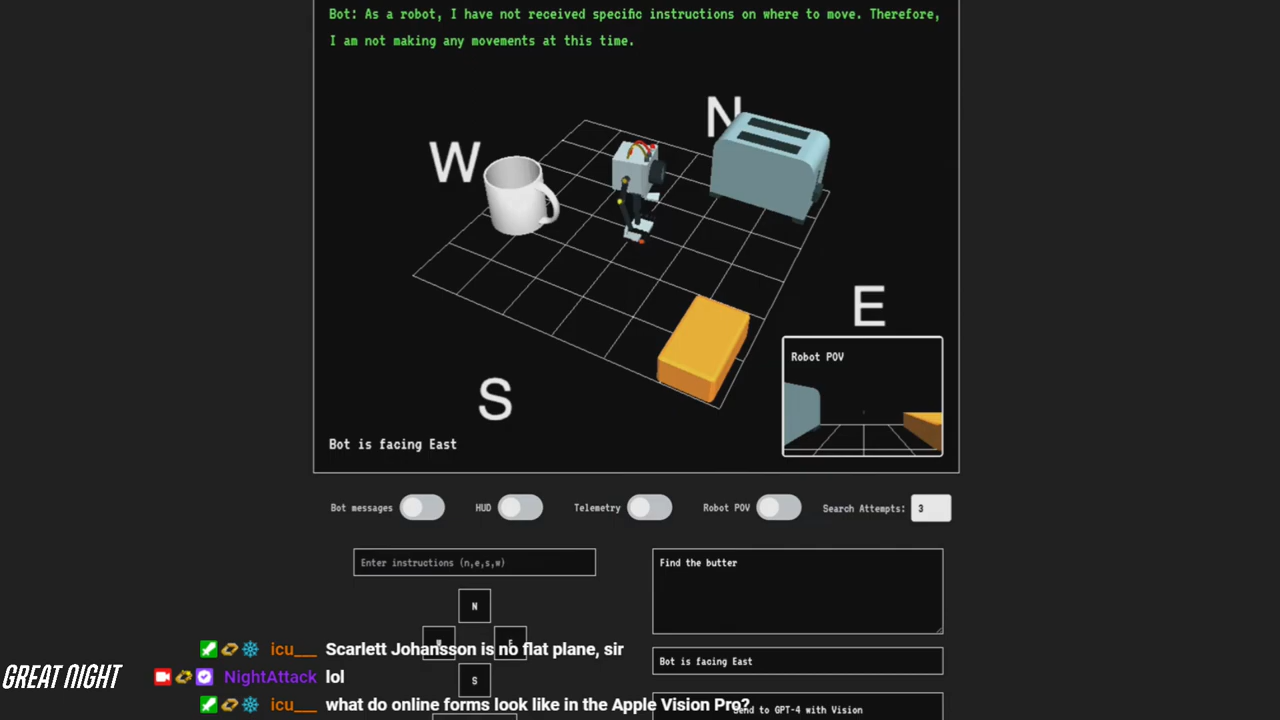 Bot: As a robot, I have not received specific instructions on where to move. Therefore,
I am not making any movements at this time.
N
W
E
Robot POV
S
Bot is facing East
Bot messages
HUD
Telemetry
Robot POV
Search Attempts:
3
Enter instructions (n,e,s,w)
Find the butter
N
E
icu___ Scarlett Johansson is no flat plane, sir
Bot is facing East
GREAT NIGHT
NightAttack lol
S
icu___ what do online forms look like in the Apple Vision Pro?
to GPT-4 with Vision